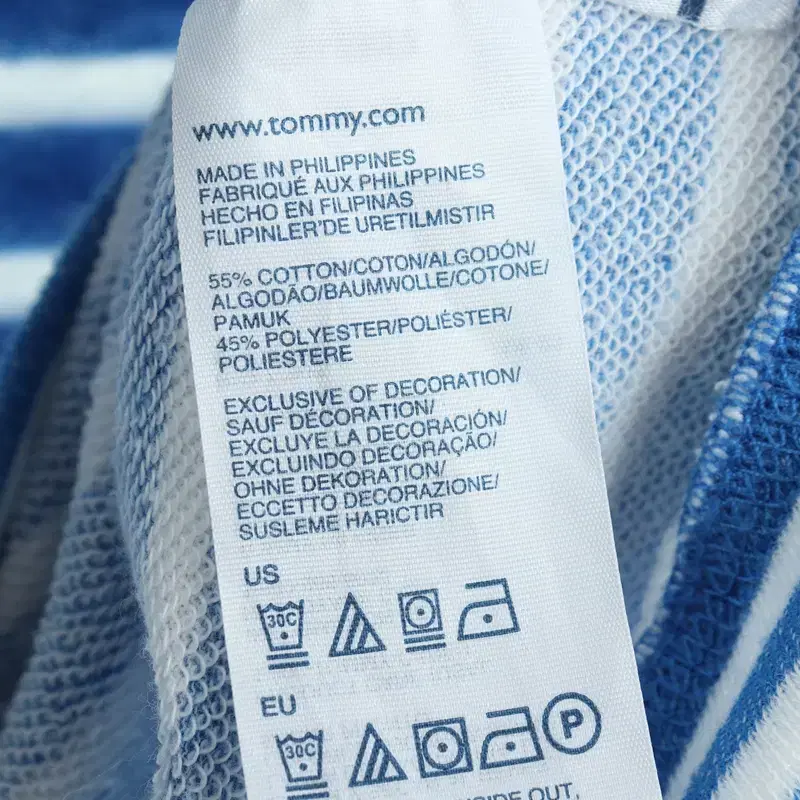 www.tommy.com
MADE IN PHILIPPINES
FABRIQUÉ AUX PHILIPPINES
HECHO EN FILIPINAS
FILIPINLER'DE URETILMISTIR
55% COTTON/COTON/ALGODÓN/
ALGODÃO/BAUMWOLLE/COTONE/
PAMUK
45% POLYESTER/POLIÉSTER/
POLIESTERE
EXCLUSIVE OF DECORATION/
SAUF DÉCORATION/
EXCLUYE LA DECORACIÓN/
EXCLUINDO DECORAÇÃO/
OHNE DEKORATION/
ECCETTO DECORAZIONE/
SUSLEME HARICTIR
US
30C
EU
30C P
OUT,